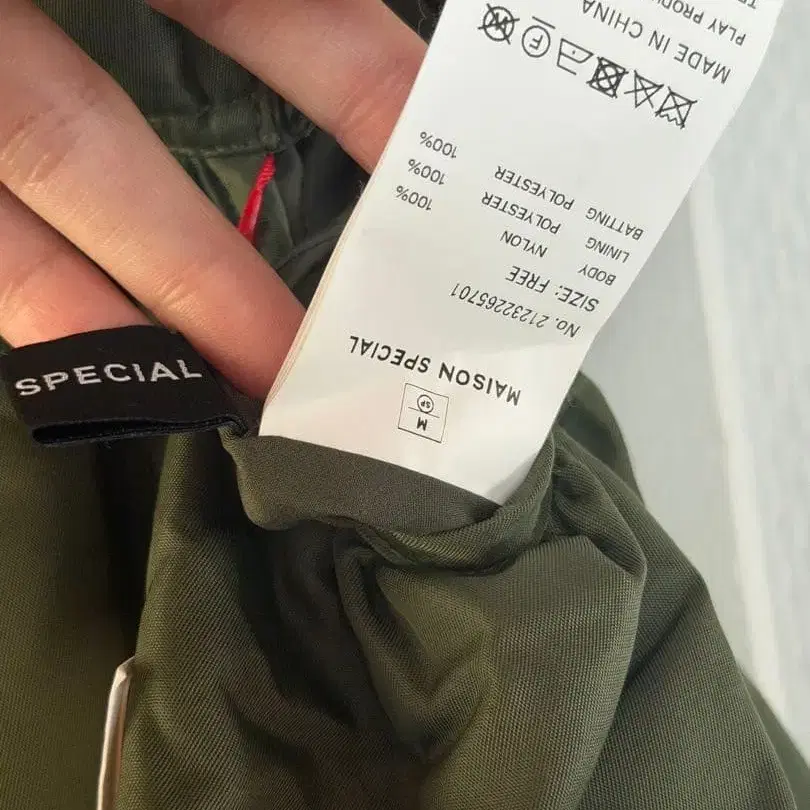 SPECIAL
M
SP
MAISON SPECIAL
No. 21232265701
SIZE: FREE
BODY NYLON 100%
LINING POLYESTER 100%
BATTING POLYESTER 100%
F
W
MADE IN CHINA
PLAY PRODU